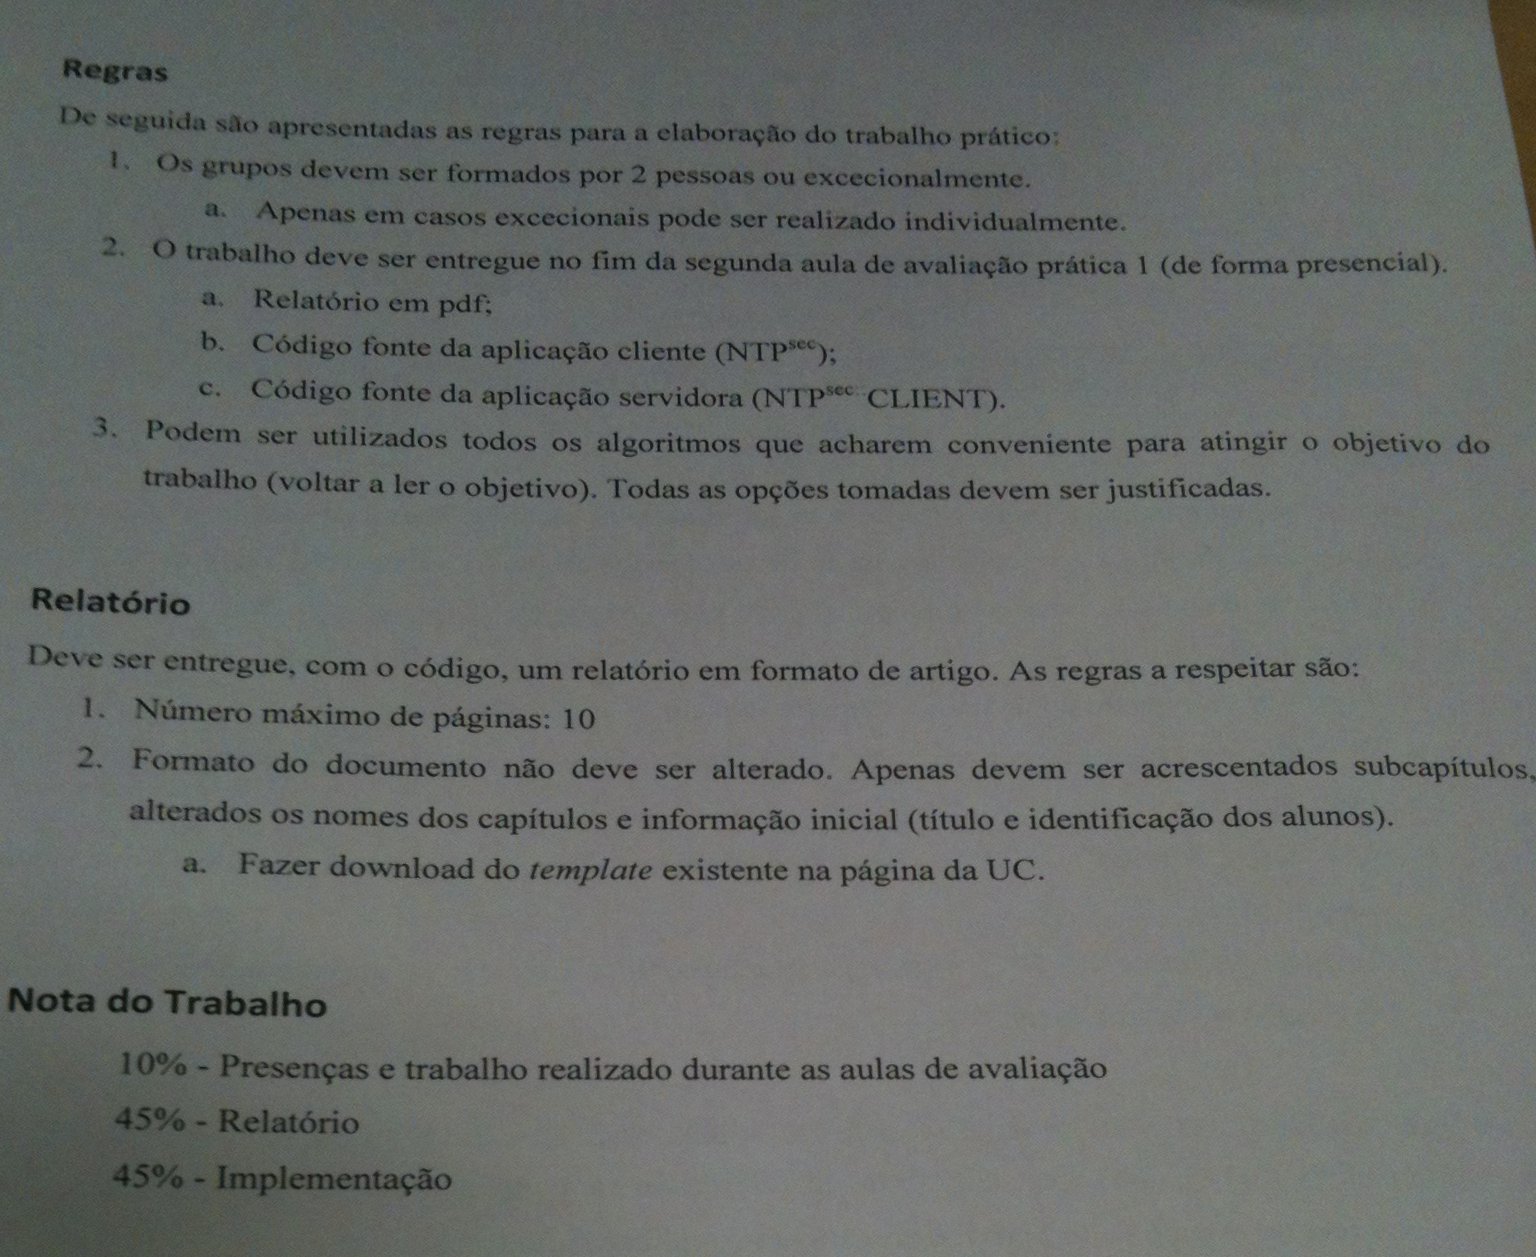 Regras
De seguida são apresentadas as regras para a elaboração do trabalho prático:
1. Os grupos devem ser formados por 2 pessoas ou excecionalmente.
a. Apenas em casos excecionais pode ser realizado individualmente.
2. O trabalho deve ser entregue no fim da segunda aula de avaliação prática 1 (de forma presencial).
a. Relatório em pdf;
b. Código fonte da aplicação cliente (NTPsec);
c. Código fonte da aplicação servidora (NTPsec CLIENT).
3. Podem ser utilizados todos os algoritmos que acharem conveniente para atingir o objetivo do
trabalho (voltar a ler o objetivo). Todas as opções tomadas devem ser justificadas.
Relatório
Deve ser entregue, com o código, um relatório em formato de artigo. As regras a respeitar são:
1. Número máximo de páginas: 10
2. Formato do documento não deve ser alterado. Apenas devem ser acrescentados subcapítulos,
alterados os nomes dos capítulos e informação inicial (título e identificação dos alunos).
a. Fazer download do template existente na página da UC.
Nota do Trabalho
10% - Presenças e trabalho realizado durante as aulas de avaliação
45% - Relatório
45% - Implementação